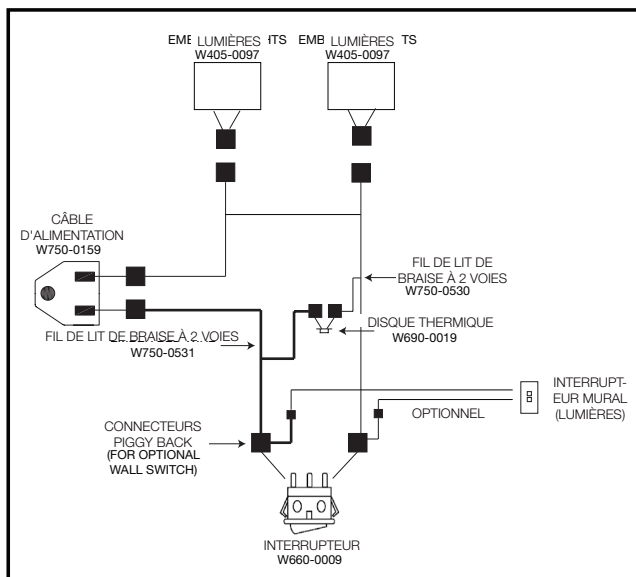 LUMIÈRES
W405-0097
LUMIÈRES
W405-0097
CÂBLE
D'ALIMENTATION
W750-0159
FIL DE LIT DE
BRAISE À 2 VOIES
W750-0530
DISQUE THERMIQUE
W690-0019
FIL DE LIT DE BRAISE À 2 VOIES
W750-0531
INTERRUPT-
EUR MURAL
(LUMIÈRES)
OPTIONNEL
CONNECTEURS
PIGGY BACK
(FOR OPTIONAL
WALL SWITCH)
INTERRUPTEUR
W660-0009